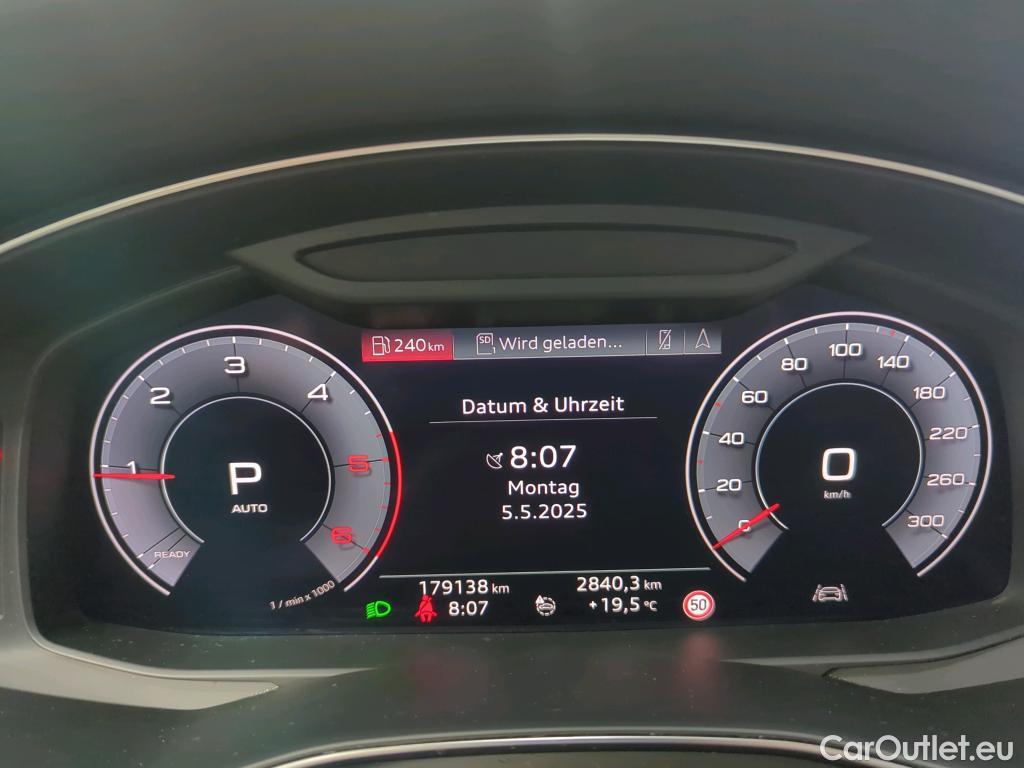 240 km
SD
1
Wird geladen...
Datum & Uhrzeit
8:07
Montag
5.5.2025
1
2
3
4
5
6
READY
1 / min x 1000
P
AUTO
0
20
40
60
80
100
140
180
220
260
300
0
km/h
179138 km
2840,3 km
8:07
+19,5 °C
50
CarOutlet.eu